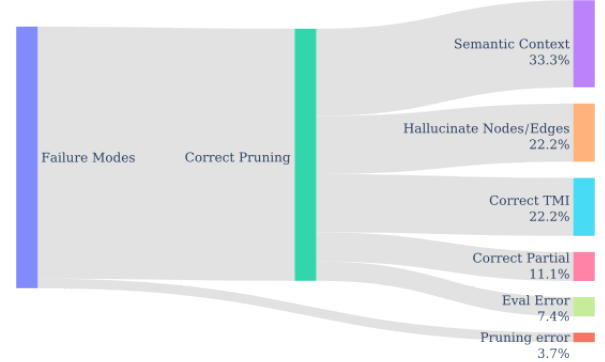 Failure Modes
Correct Pruning
Semantic Context
33.3%
Hallucinate Nodes/Edges
22.2%
Correct TMI
22.2%
Correct Partial
11.1%
Eval Error
7.4%
Pruning error
3.7%